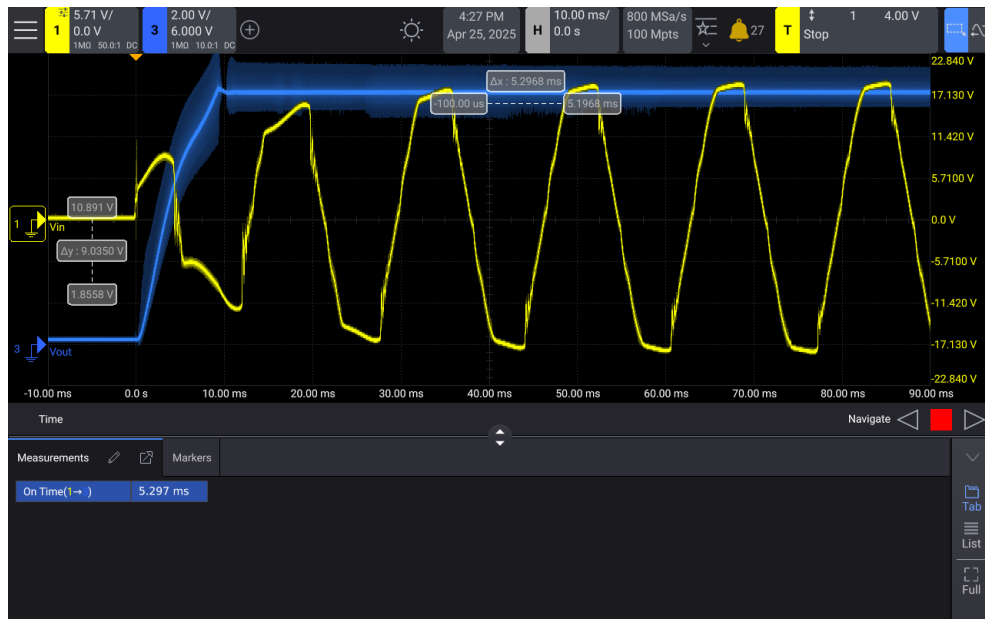 1 5.71 V/ 0.0 V 1MΩ 50.0:1 DC
3 2.00 V/ 6.000 V 1MΩ 10.0:1 DC
4:27 PM
Apr 25, 2025
H 10.00 ms/ 0.0 s
800 MSa/s
100 Mpts
27
T 1 4.00 V
Stop
22.840 V
17.130 V
11.420 V
5.7100 V
0.0 V
-5.7100 V
-11.420 V
-17.130 V
-22.840 V
Δx : 5.2968 ms
-100.00 us 5.1968 ms
10.891 V
1 Vin
Δy : 9.0350 V
1.8558 V
3 Vout
-10.00 ms 0.0 s 10.00 ms 20.00 ms 30.00 ms 40.00 ms 50.00 ms 60.00 ms 70.00 ms 80.00 ms 90.00 ms
Time Navigate
Measurements Markers
On Time(1→ ) 5.297 ms
Tab
List
Full